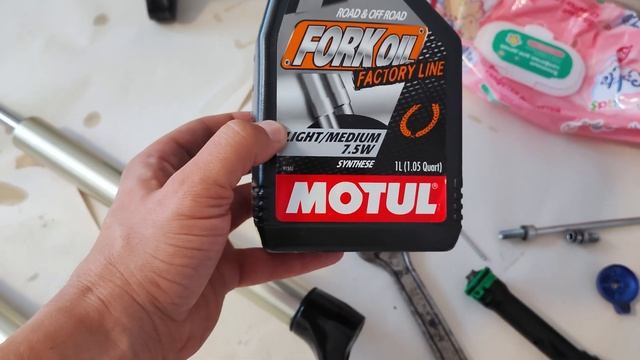 ROAD & OFF ROAD
FORK OIL
FACTORY LINE
LIGHT/MEDIUM
7.5W
SYNTHESE
1L (1.05 Quart)
MOTUL®